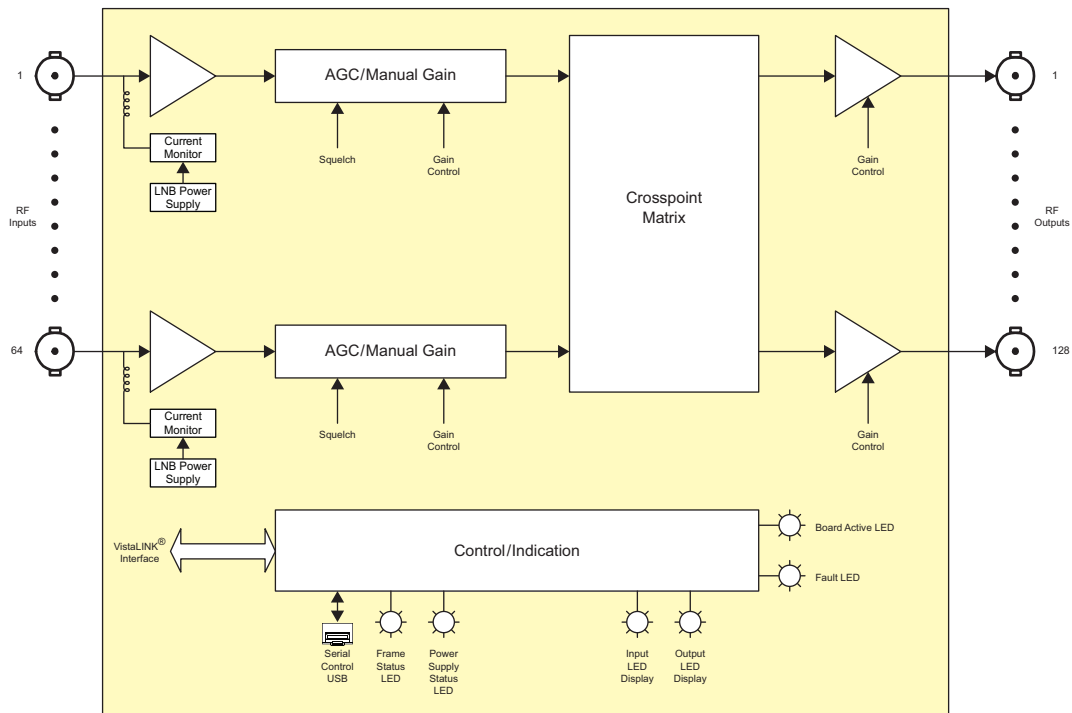 1
AGC/Manual Gain
1
Current
Monitor
Squelch
Gain
Control
Gain
Control
LNB Power
Supply
Crosspoint
Matrix
RF
Inputs
RF
Outputs
64
AGC/Manual Gain
128
Current
Monitor
Squelch
Gain
Control
Gain
Control
LNB Power
Supply
VistaLINK®
Interface
Control/Indication
Board Active LED
Fault LED
Serial
Control
USB
Frame
Status
LED
Power
Supply
Status
LED
Input
LED
Display
Output
LED
Display